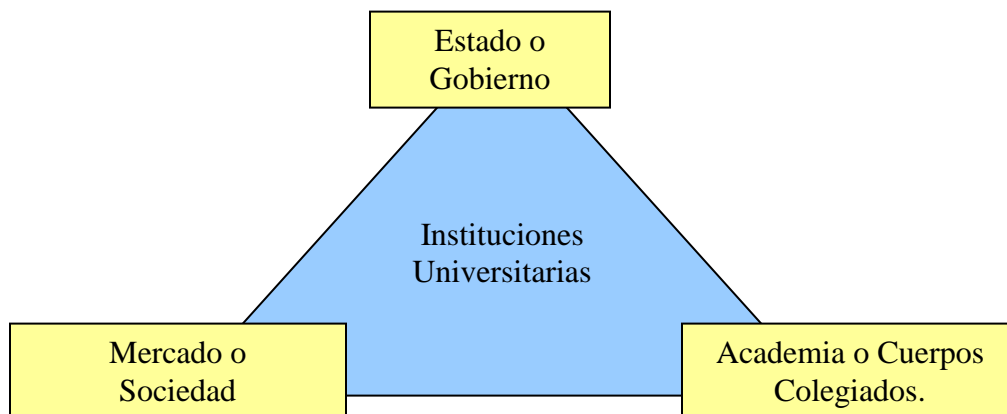 Estado o
Gobierno
Instituciones
Universitarias
Mercado o
Sociedad
Academia o Cuerpos
Colegiados.